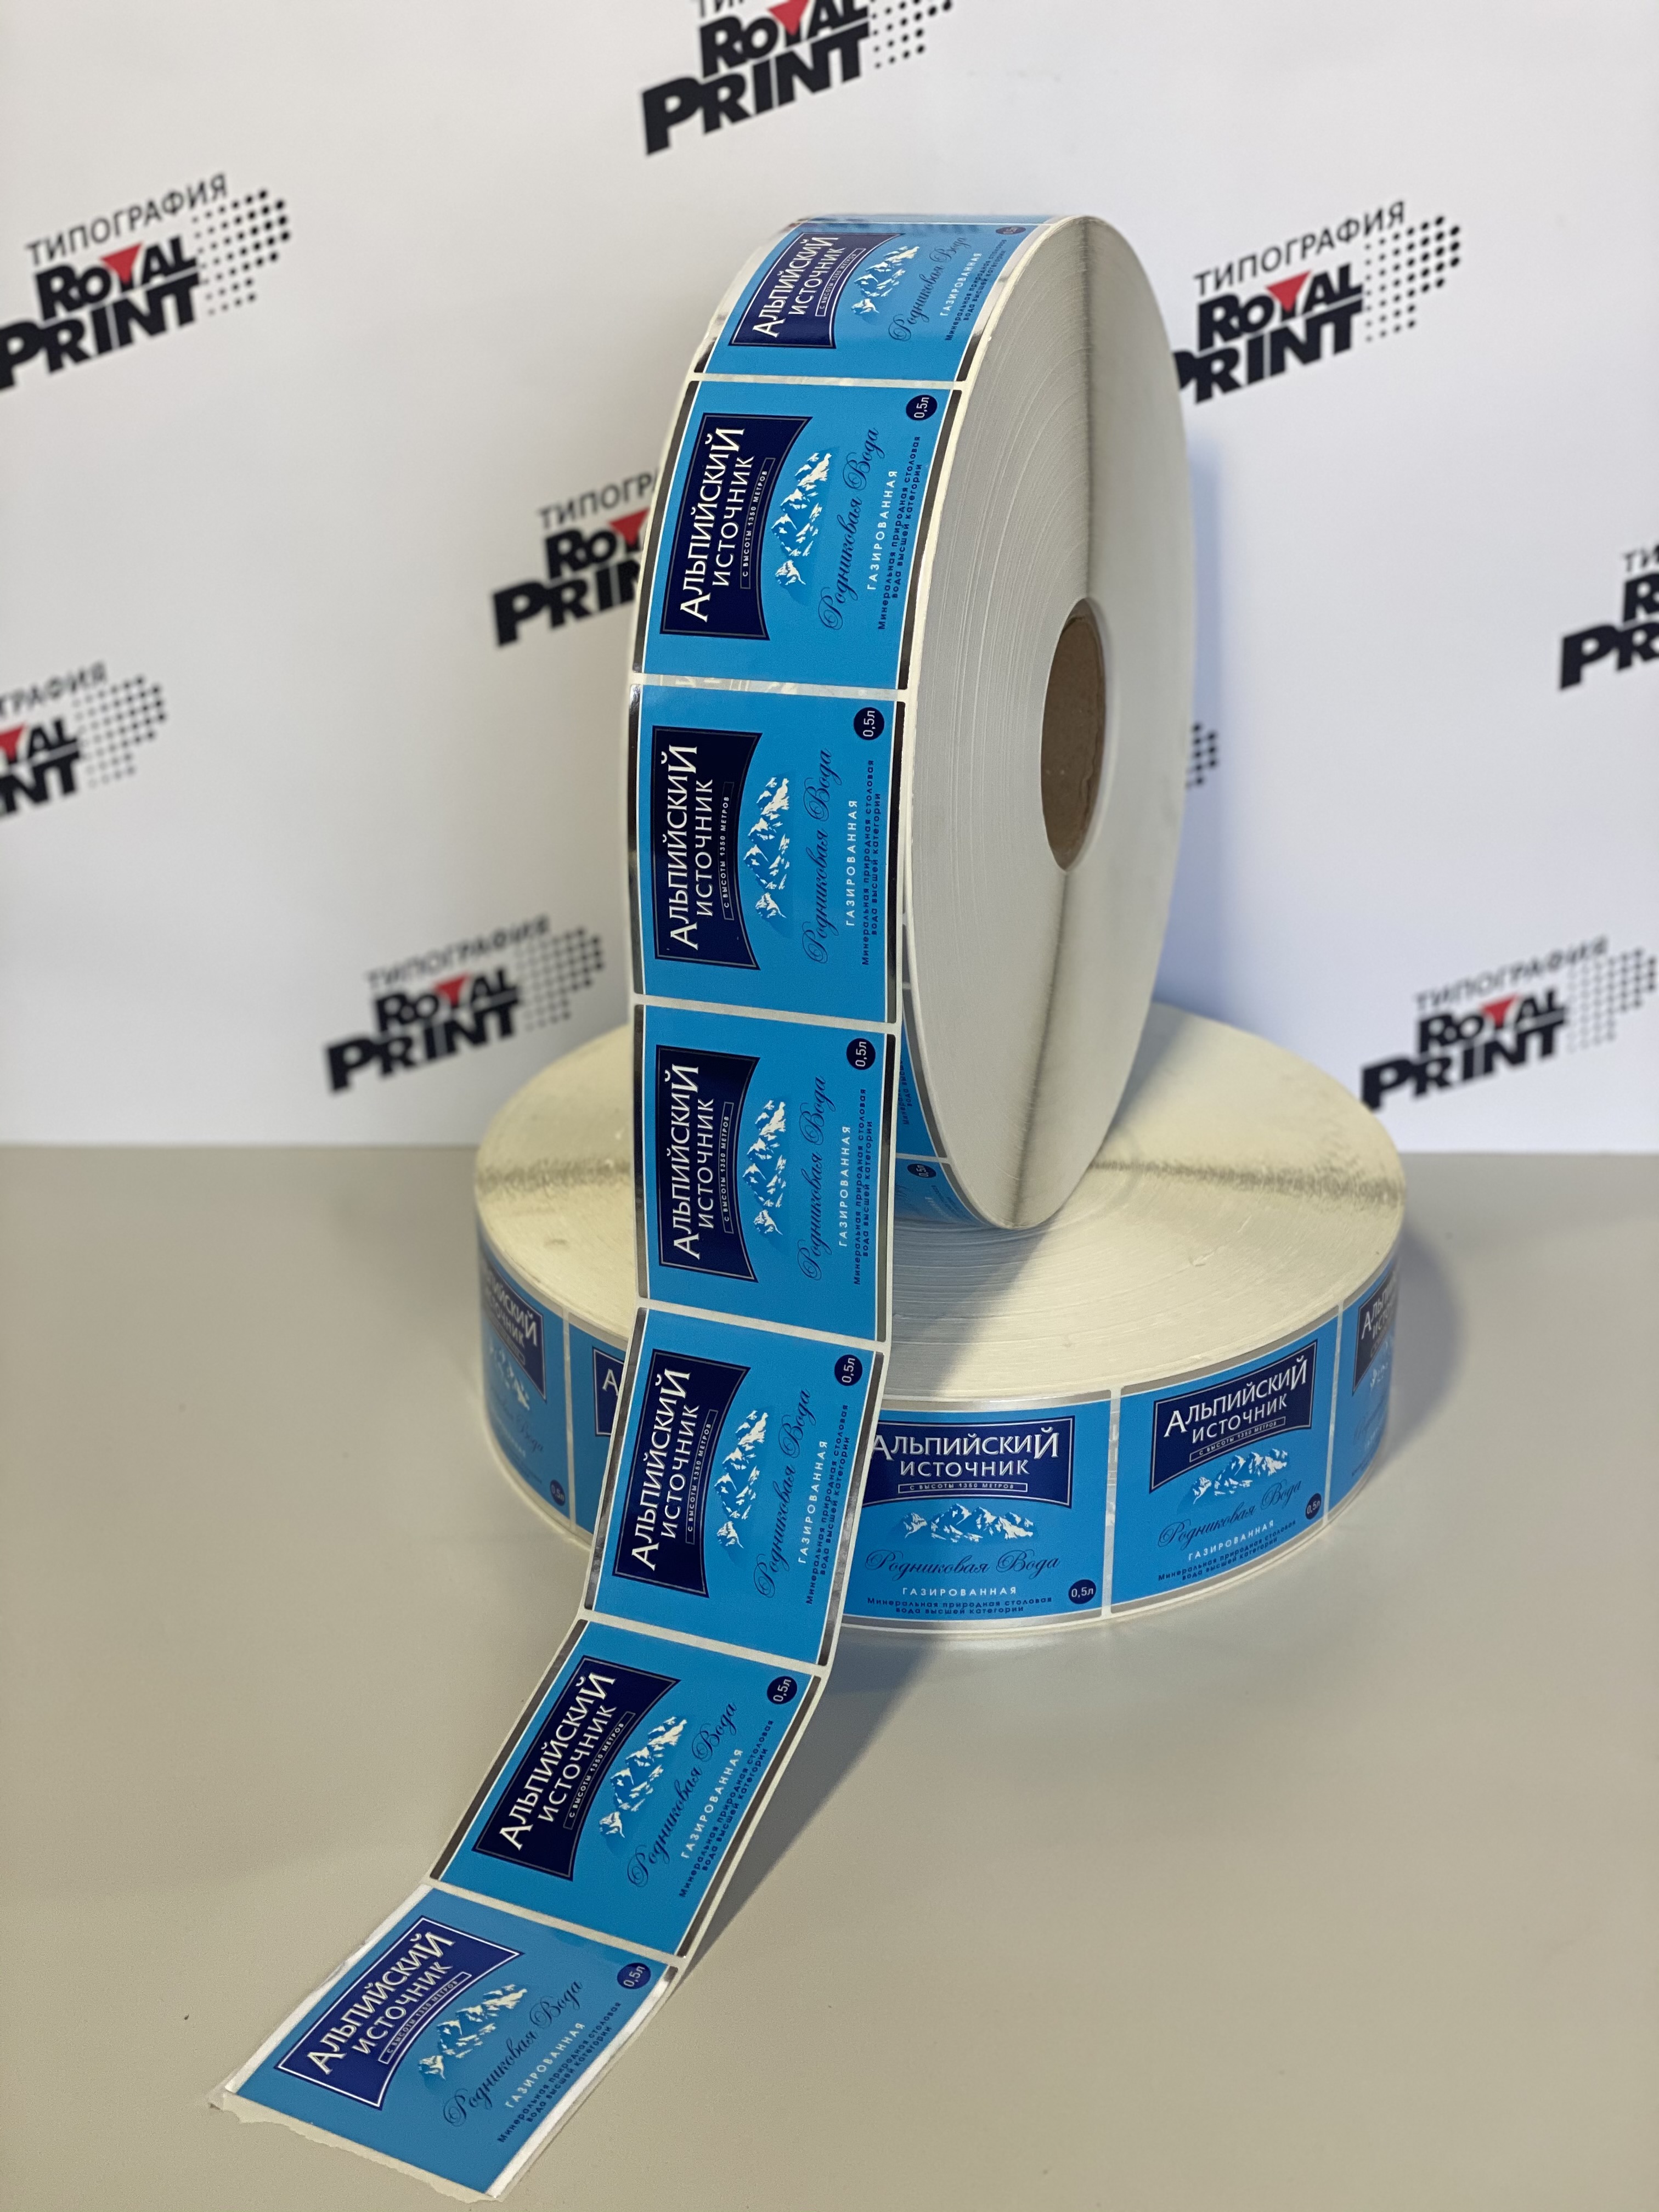 ТИПОГРАФИЯ
ROYAL
PRINT
АЛЬПИЙСКИЙ
ИСТОЧНИК
С ВЫСОТЫ 1350 МЕТРОВ
Родниковая Вода
ГАЗИРОВАННАЯ
Минеральная природная столовая
вода высшей категории
0,5л